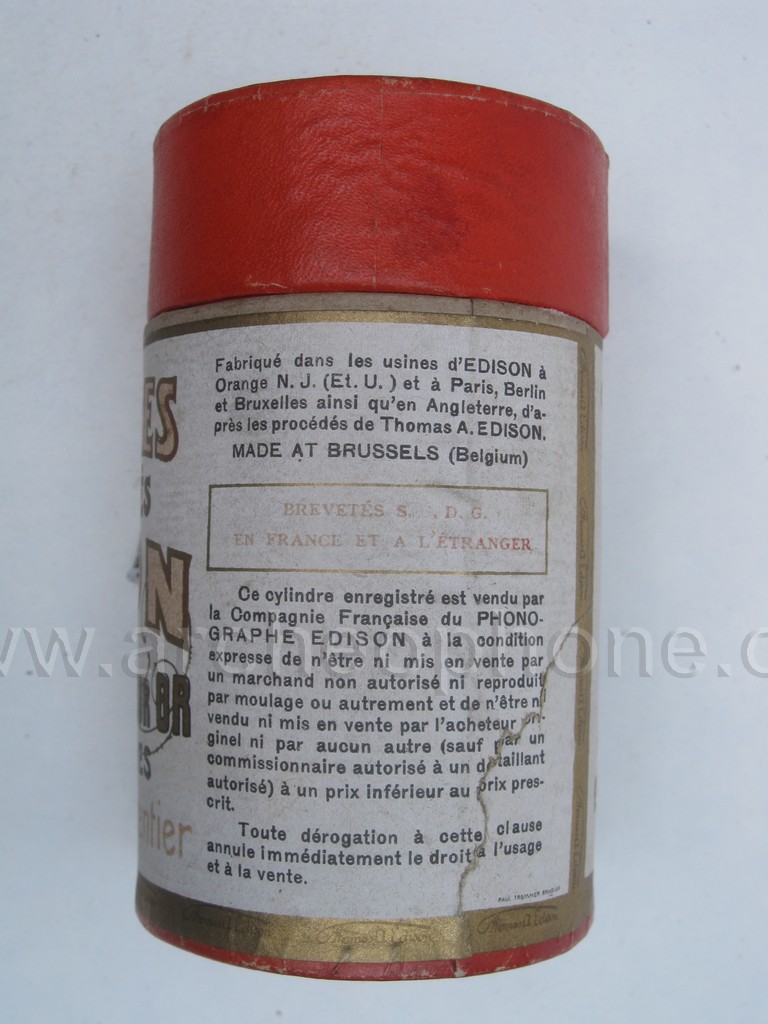 Fabriqué dans les usines d'EDISON à
Orange N. J. (Et. U. ) et à Paris, Berlin
et Bruxelles ainsi qu'en Angleterre, d'a-
près les procédés de Thomas A. EDISON.
MADE AT BRUSSELS (Belgium)
BREVETÉS S. . D. G.
EN FRANCE ET A L'ÉTRANGER
Ce cylindre enregistré est vendu par
la Compagnie Française du PHONO-
GRAPHE EDISON à la condition
expresse de n'être ni mis en vente par
un marchand non autorisé ni reproduit
par moulage ou autrement et de n'être ni
vendu ni mis en vente par l'acheteur ori-
ginel ni par aucun autre (sauf par un
commissionnaire autorisé à un détaillant
autorisé) à un prix inférieur au prix pres-
crit.
Toute dérogation à cette clause
annule immédiatement le droit à l'usage
et à la vente.
Thomas A. Edison
OR